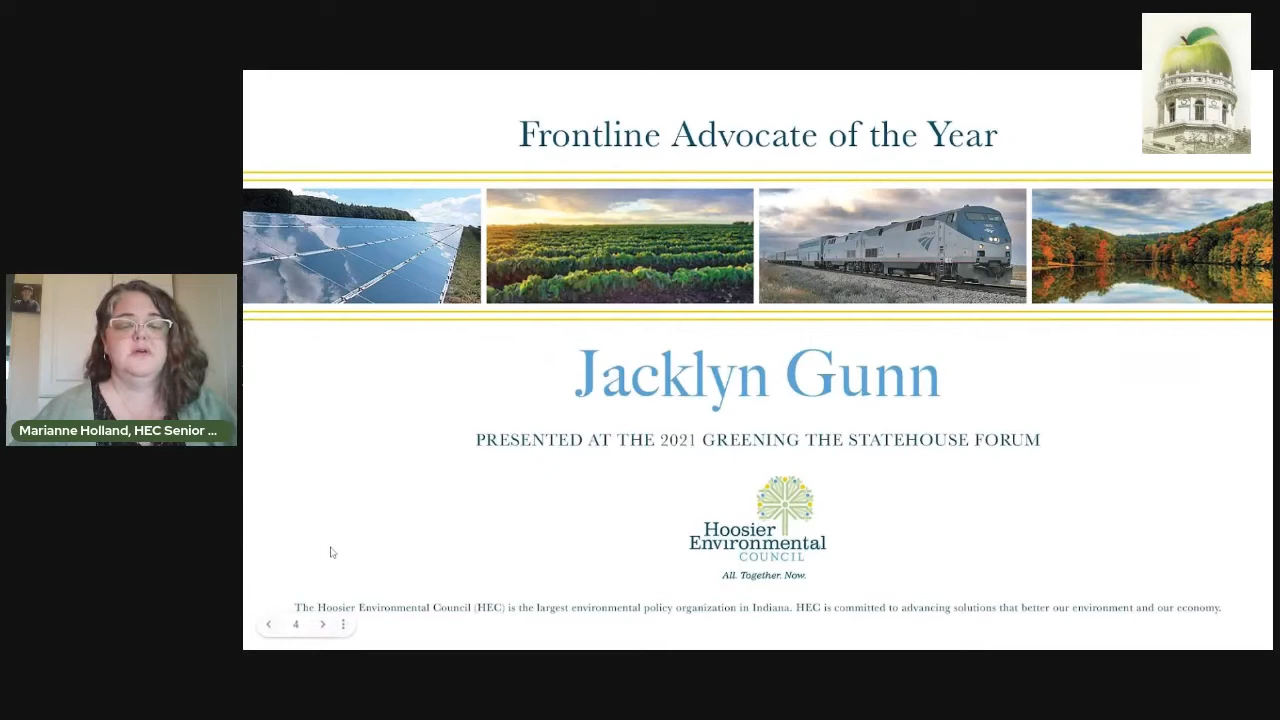 Frontline Advocate of the Year
Jacklyn Gunn
PRESENTED AT THE 2021 GREENING THE STATEHOUSE FORUM
Hoosier
Environmental
COUNCIL
All. Together. Now.
The Hoosier Environmental Council (HEC) is the largest environmental policy organization in Indiana. HEC is committed to advancing solutions that better our environment and our economy.
4
Marianne Holland, HEC Senior ...